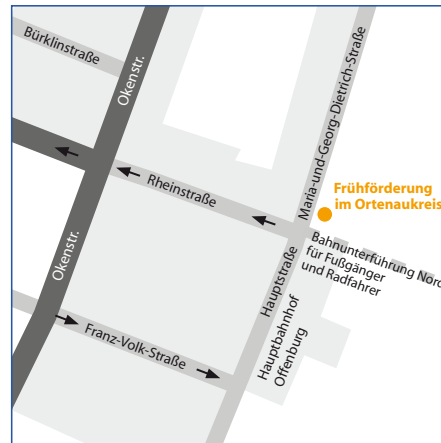 Bürklinstraße
Okenstr.
Maria-und-Georg-Dietrich-Straße
Rheinstraße
Frühförderung
im Ortenaukreis
Bahnunterführung Nord
für Fußgänger
und Radfahrer
Okenstr.
Hauptstraße
Hauptbahnhof
Offenburg
Franz-Volk-Straße